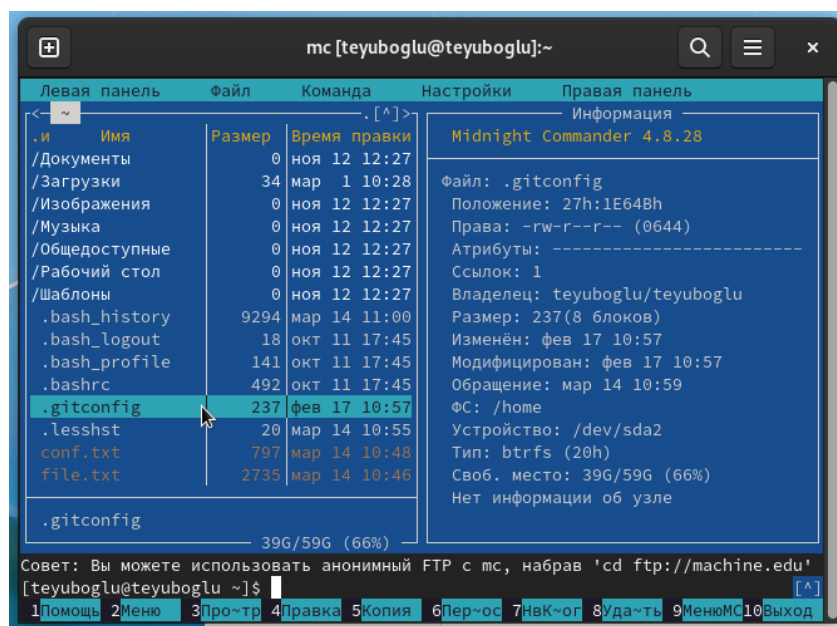 mc [teyuboglu@teyuboglu]:~
Левая панель Файл Команда Настройки Правая панель
<— ~ .[^]>
.и Имя Размер Время правки
/Документы 0 ноя 12 12:27
/Загрузки 34 мар 1 10:28
/Изображения 0 ноя 12 12:27
/Музыка 0 ноя 12 12:27
/Общедоступные 0 ноя 12 12:27
/Рабочий стол 0 ноя 12 12:27
/Шаблоны 0 ноя 12 12:27
.bash_history 9294 мар 14 11:00
.bash_logout 18 окт 11 17:45
.bash_profile 141 окт 11 17:45
.bashrc 492 окт 11 17:45
.gitconfig 237 фев 17 10:57
.lesshst 20 мар 14 10:55
conf.txt 797 мар 14 10:48
file.txt 2735 мар 14 10:46
.gitconfig
39G/59G (66%)
Информация
Midnight Commander 4.8.28
Файл: .gitconfig
Положение: 27h:1E64Bh
Права: -rw-r--r-- (0644)
Атрибуты: --------------------------
Ссылок: 1
Владелец: teyuboglu/teyuboglu
Размер: 237(8 блоков)
Изменён: фев 17 10:57
Модифицирован: фев 17 10:57
Обращение: мар 14 10:59
ФС: /home
Устройство: /dev/sda2
Тип: btrfs (20h)
Своб. место: 39G/59G (66%)
Нет информации об узле
Совет: Вы можете использовать анонимный FTP с mc, набрав 'cd ftp://machine.edu'
[teyuboglu@teyuboglu ~]$ [^]
1Помощь 2Меню 3Про~тр 4Правка 5Копия 6Пер~ос 7НвК~ог 8Уда~ть 9МенюMC 10Выход